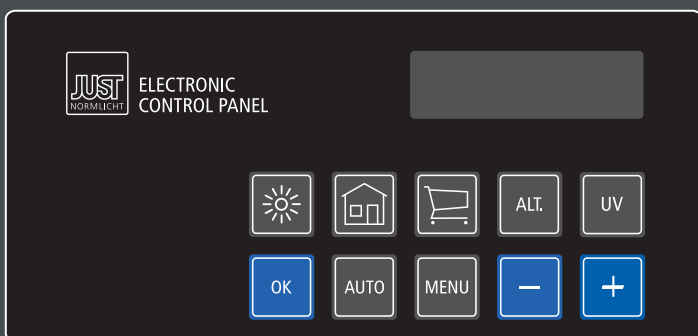 JUST
NORMLICHT
ELECTRONIC
CONTROL PANEL
ALT.
UV
OK
AUTO
MENU
−
+